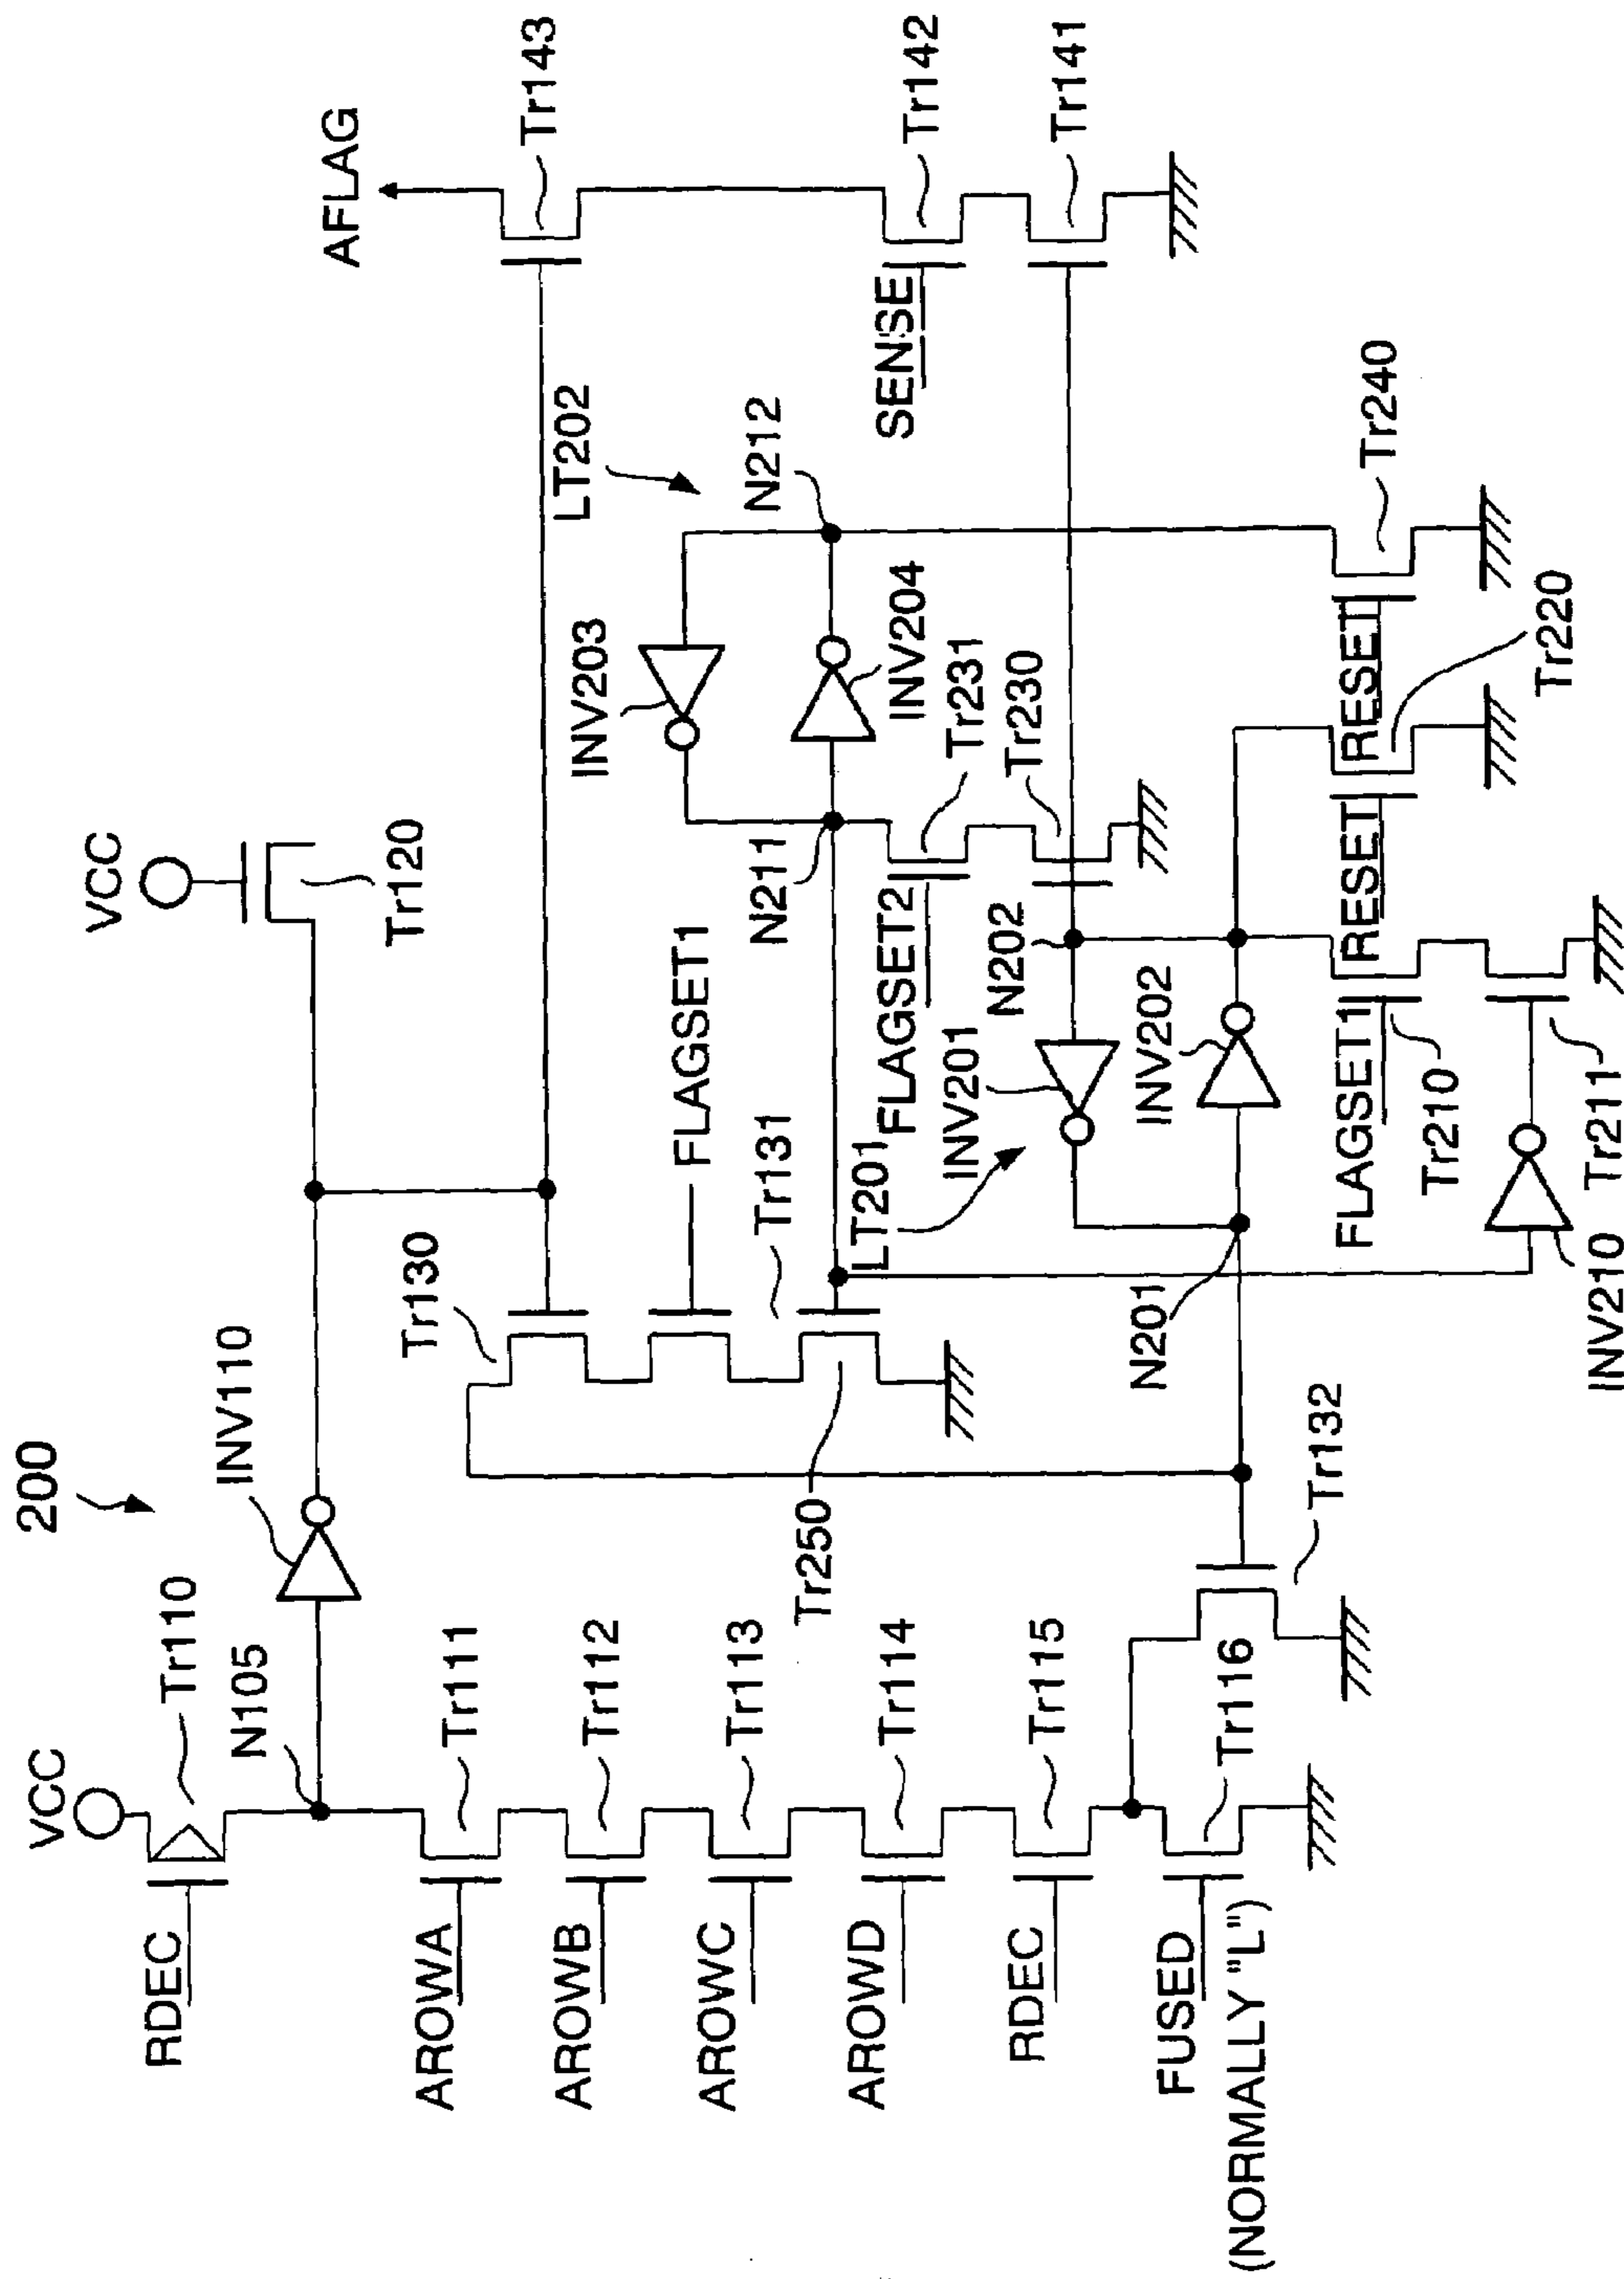 200
VCC
Tr110
RDEC
N105
INV110
VCC
Tr120
AROWA
Tr111
AROWB
Tr112
AROWC
Tr113
AROWD
Tr114
RDEC
Tr115
FUSED
(NORMALLY "L")
Tr116
Tr132
Tr130
FLAGSET1
Tr131
Tr250
LT201
N201
INV201
INV202
N202
FLAGSET2
N211
INV203
INV204
Tr231
Tr230
LT202
N212
AFLAG
Tr143
SENSE
Tr142
Tr141
FLAGSET1
Tr210
Tr211
INV210
RESET
Tr220
RESET
Tr240